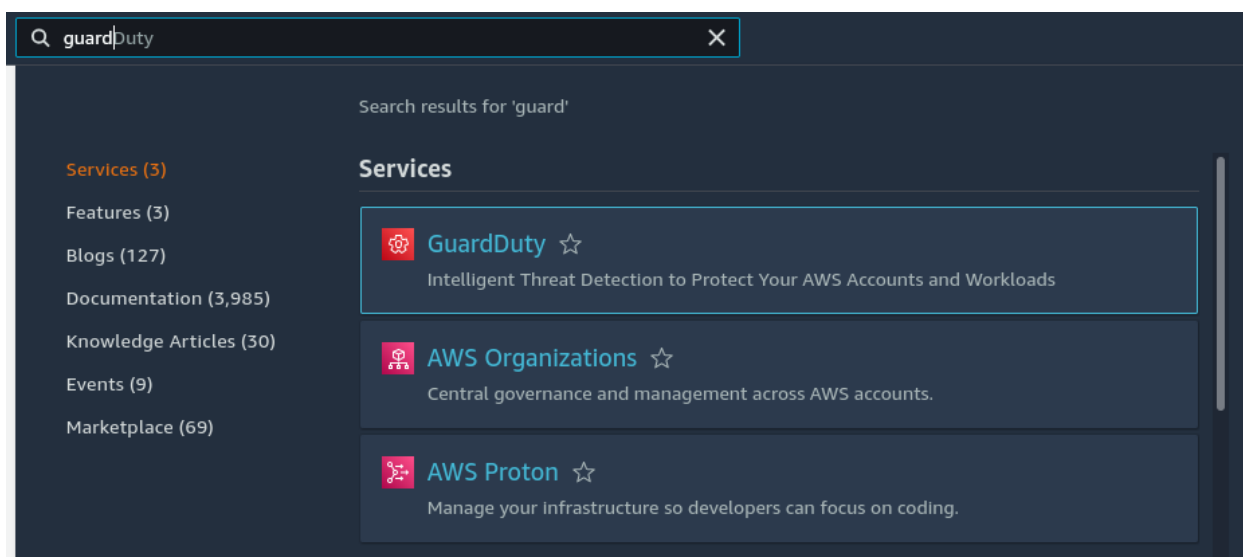 guardDuty
Search results for 'guard'
Services (3)
Features (3)
Blogs (127)
Documentation (3,985)
Knowledge Articles (30)
Events (9)
Marketplace (69)
Services
GuardDuty
Intelligent Threat Detection to Protect Your AWS Accounts and Workloads
AWS Organizations
Central governance and management across AWS accounts.
AWS Proton
Manage your infrastructure so developers can focus on coding.